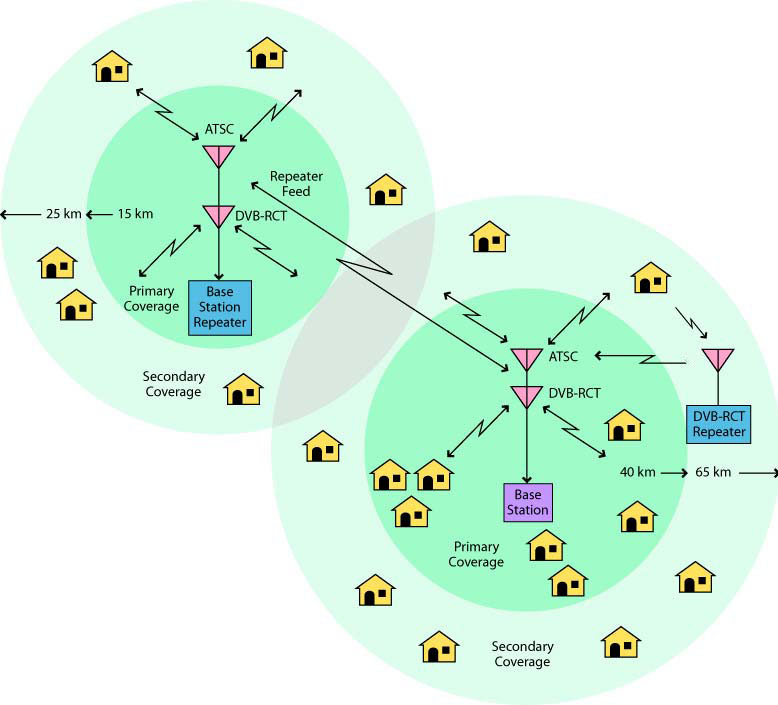 ATSC
Repeater
Feed
25 km
15 km
DVB-RCT
Primary
Coverage
Base
Station
Repeater
Secondary
Coverage
ATSC
DVB-RCT
DVB-RCT
Repeater
40 km
65 km
Base
Station
Primary
Coverage
Secondary
Coverage